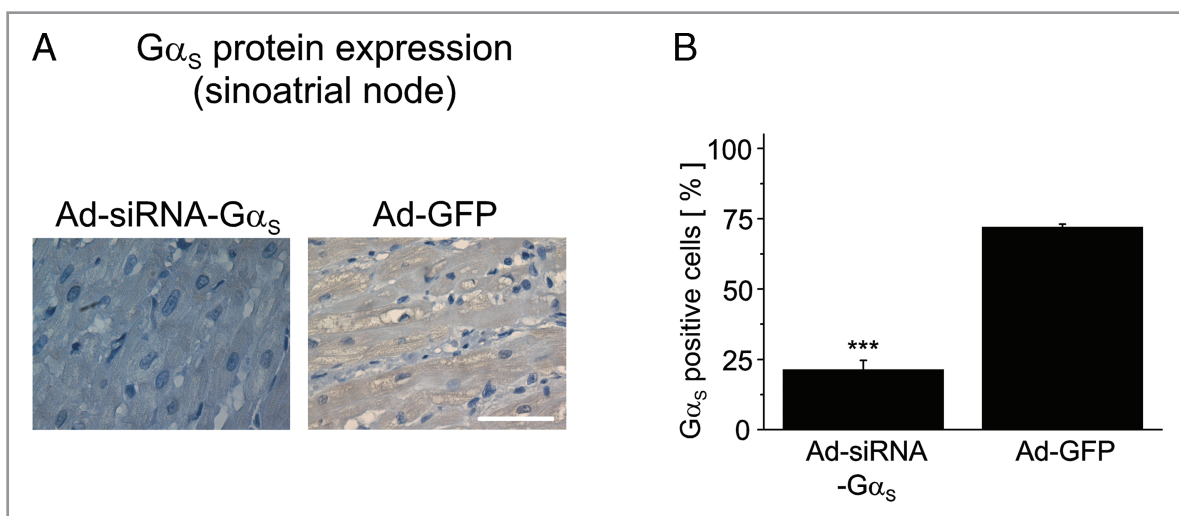 A
Gαs protein expression
(sinoatrial node)
Ad-siRNA-Gαs
Ad-GFP
B
Gαs positive cells [ % ]
100
75
50
25
0
***
Ad-siRNA
-Gαs
Ad-GFP